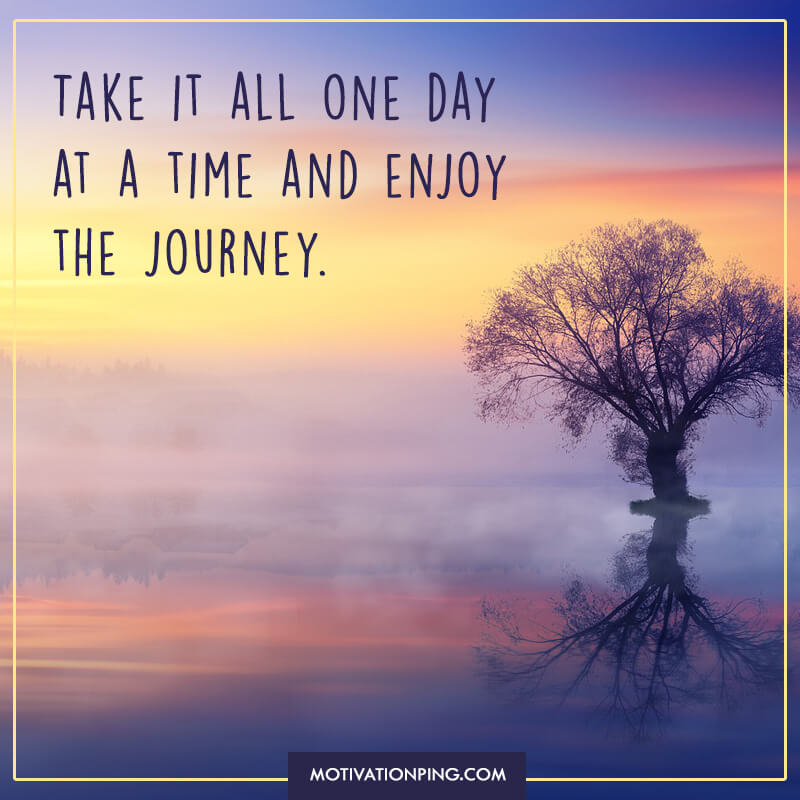 TAKE IT ALL ONE DAY
AT A TIME AND ENJOY
THE JOURNEY.
MOTIVATIONPING.COM